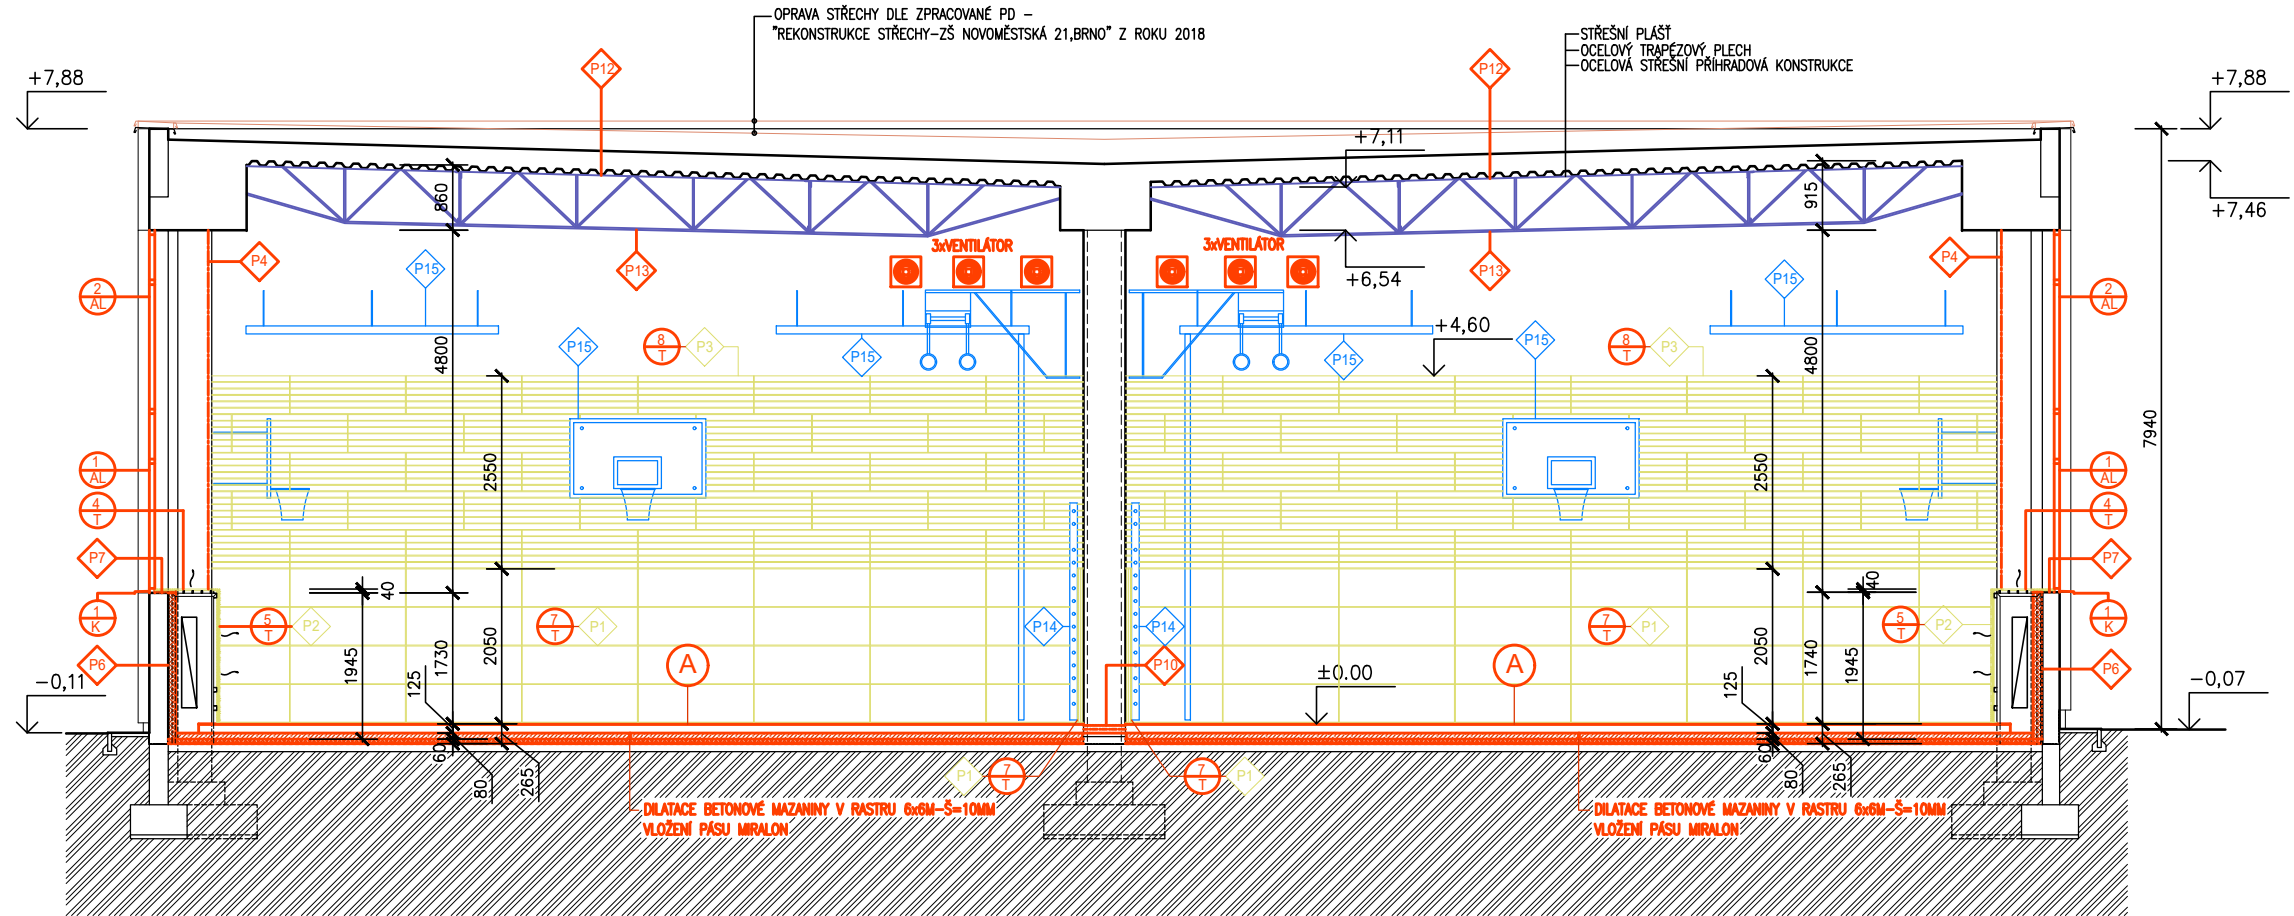 OPRAVA STŘECHY DLE ZPRACOVANÉ PD –
"REKONSTRUKCE STŘECHY–ZŠ NOVOMĚSTSKÁ 21,BRNO" Z ROKU 2018
STŘEŠNÍ PLÁŠŤ
OCELOVÝ TRAPÉZOVÝ PLECH
OCELOVÁ STŘEŠNÍ PŘÍHRADOVÁ KONSTRUKCE
+7,88
P12
P12
+7,88
+7,11
860
915
+7,46
7940
3xVENTILÁTOR
3xVENTILÁTOR
P4
P15
P13
P13
+6,54
P15
P4
2
AL
2
AL
4800
P15
8
T
P3
P15
P15
+4,60
P15
8
T
P3
4800
2550
2550
1
AL
1
AL
4
T
4
T
P7
P7
40
40
1
K
1
K
5
T
P2
7
T
P1
P14
P14
7
T
P1
5
T
P2
P6
P6
1945
125
1730
2050
A
P10
A
±0.00
125
2050
1740
1945
-0,11
-0,07
60
80
265
P1
7
T
7
T
P1
60
80
265
DILATACE BETONOVÉ MAZANINY V RASTRU 6x6M–Š=10MM
VLOŽENÍ PÁSU MIRALON
DILATACE BETONOVÉ MAZANINY V RASTRU 6x6M–Š=10MM
VLOŽENÍ PÁSU MIRALON